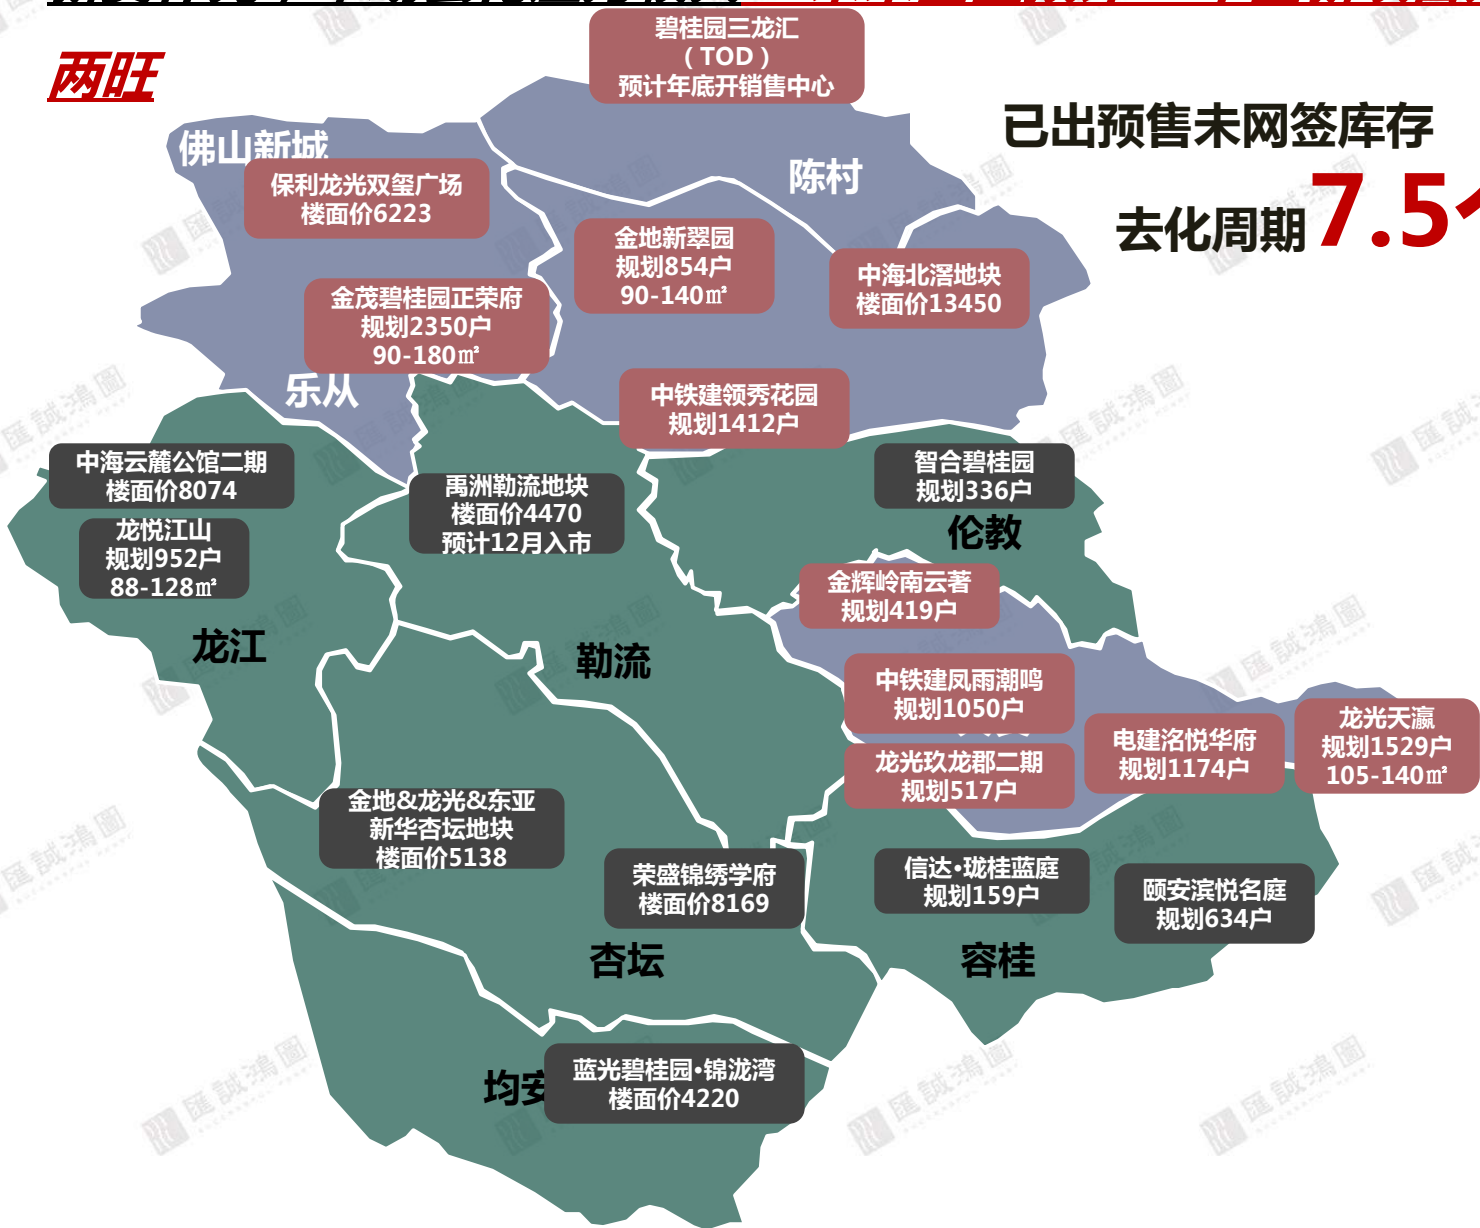 两旺
已出预售未网签库存
去化周期7.5个
碧桂园三龙汇
（TOD）
预计年底开销售中心
佛山新城
陈村
保利龙光双玺广场
楼面价6223
金地新翠园
规划854户
90-140㎡
中海北滘地块
楼面价13450
金茂碧桂园正荣府
规划2350户
90-180㎡
乐从
中铁建领秀花园
规划1412户
中海云麓公馆二期
楼面价8074
龙悦江山
规划952户
88-128㎡
禹洲勒流地块
楼面价4470
预计12月入市
智合碧桂园
规划336户
伦教
金辉岭南云著
规划419户
龙江
勒流
中铁建凤雨潮鸣
规划1050户
龙光玖龙郡二期
规划517户
电建洺悦华府
规划1174户
龙光天瀛
规划1529户
105-140㎡
金地&龙光&东亚
新华杏坛地块
楼面价5138
荣盛锦绣学府
楼面价8169
信达·珑桂蓝庭
规划159户
颐安滨悦名庭
规划634户
杏坛
容桂
均安
蓝光碧桂园·锦泷湾
楼面价4220
匯誠鴻圖